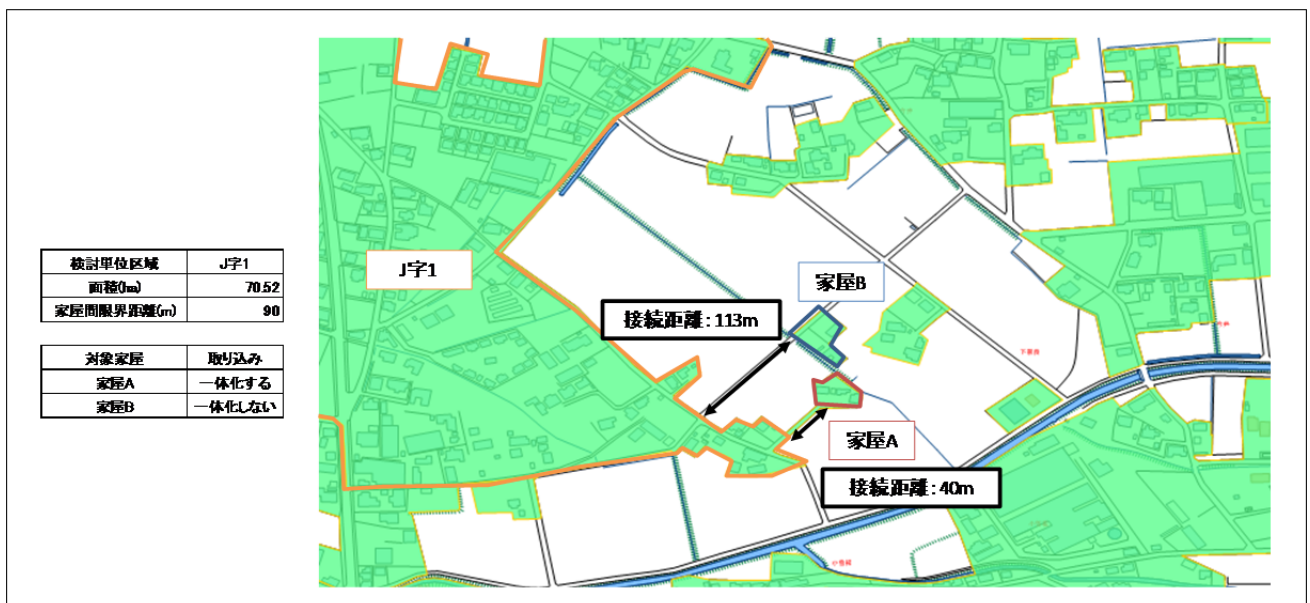 検討単位区域 J字1
面積(ha) 70.52
家屋間限界距離(m) 90
対象家屋 取り込み
家屋A 一体化する
家屋B 一体化しない
J字1
家屋B
接続距離：113m
家屋A
接続距離：40m